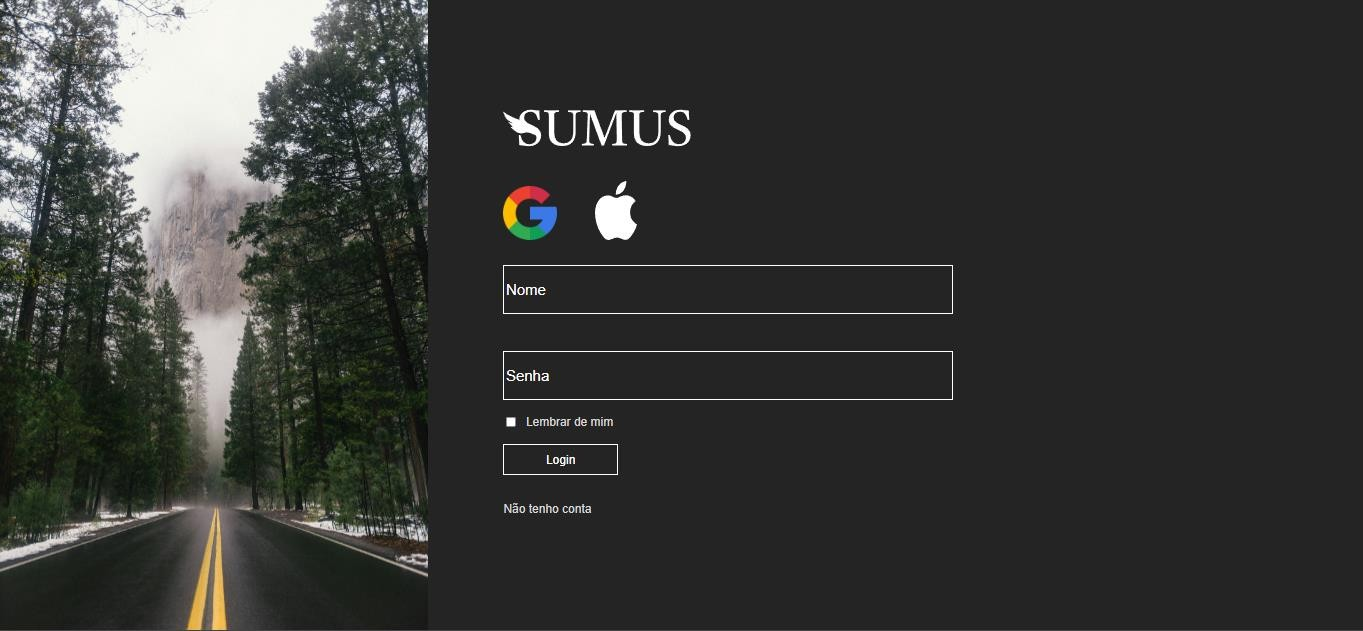 SUMUS
Nome
Senha
Lembrar de mim
Login
Não tenho conta